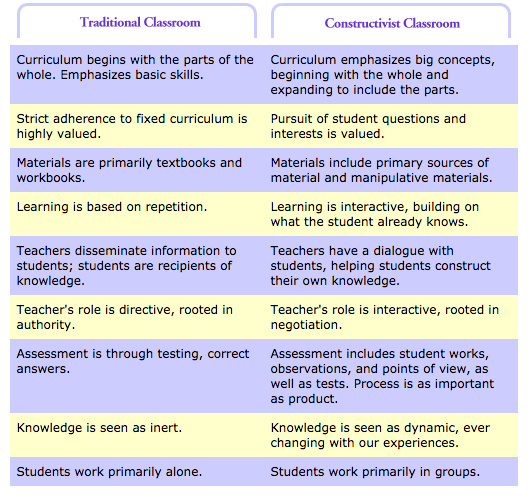 Traditional Classroom
Constructivist Classroom
Curriculum begins with the parts of the
whole. Emphasizes basic skills.
Curriculum emphasizes big concepts,
beginning with the whole and
expanding to include the parts.
Strict adherence to fixed curriculum is
highly valued.
Pursuit of student questions and
interests is valued.
Materials are primarily textbooks and
workbooks.
Materials include primary sources of
material and manipulative materials.
Learning is based on repetition.
Learning is interactive, building on
what the student already knows.
Teachers disseminate information to
students; students are recipients of
knowledge.
Teachers have a dialogue with
students, helping students construct
their own knowledge.
Teacher's role is directive, rooted in
authority.
Teacher's role is interactive, rooted in
negotiation.
Assessment is through testing, correct
answers.
Assessment includes student works,
observations, and points of view, as
well as tests. Process is as important
as product.
Knowledge is seen as inert.
Knowledge is seen as dynamic, ever
changing with our experiences.
Students work primarily alone.
Students work primarily in groups.